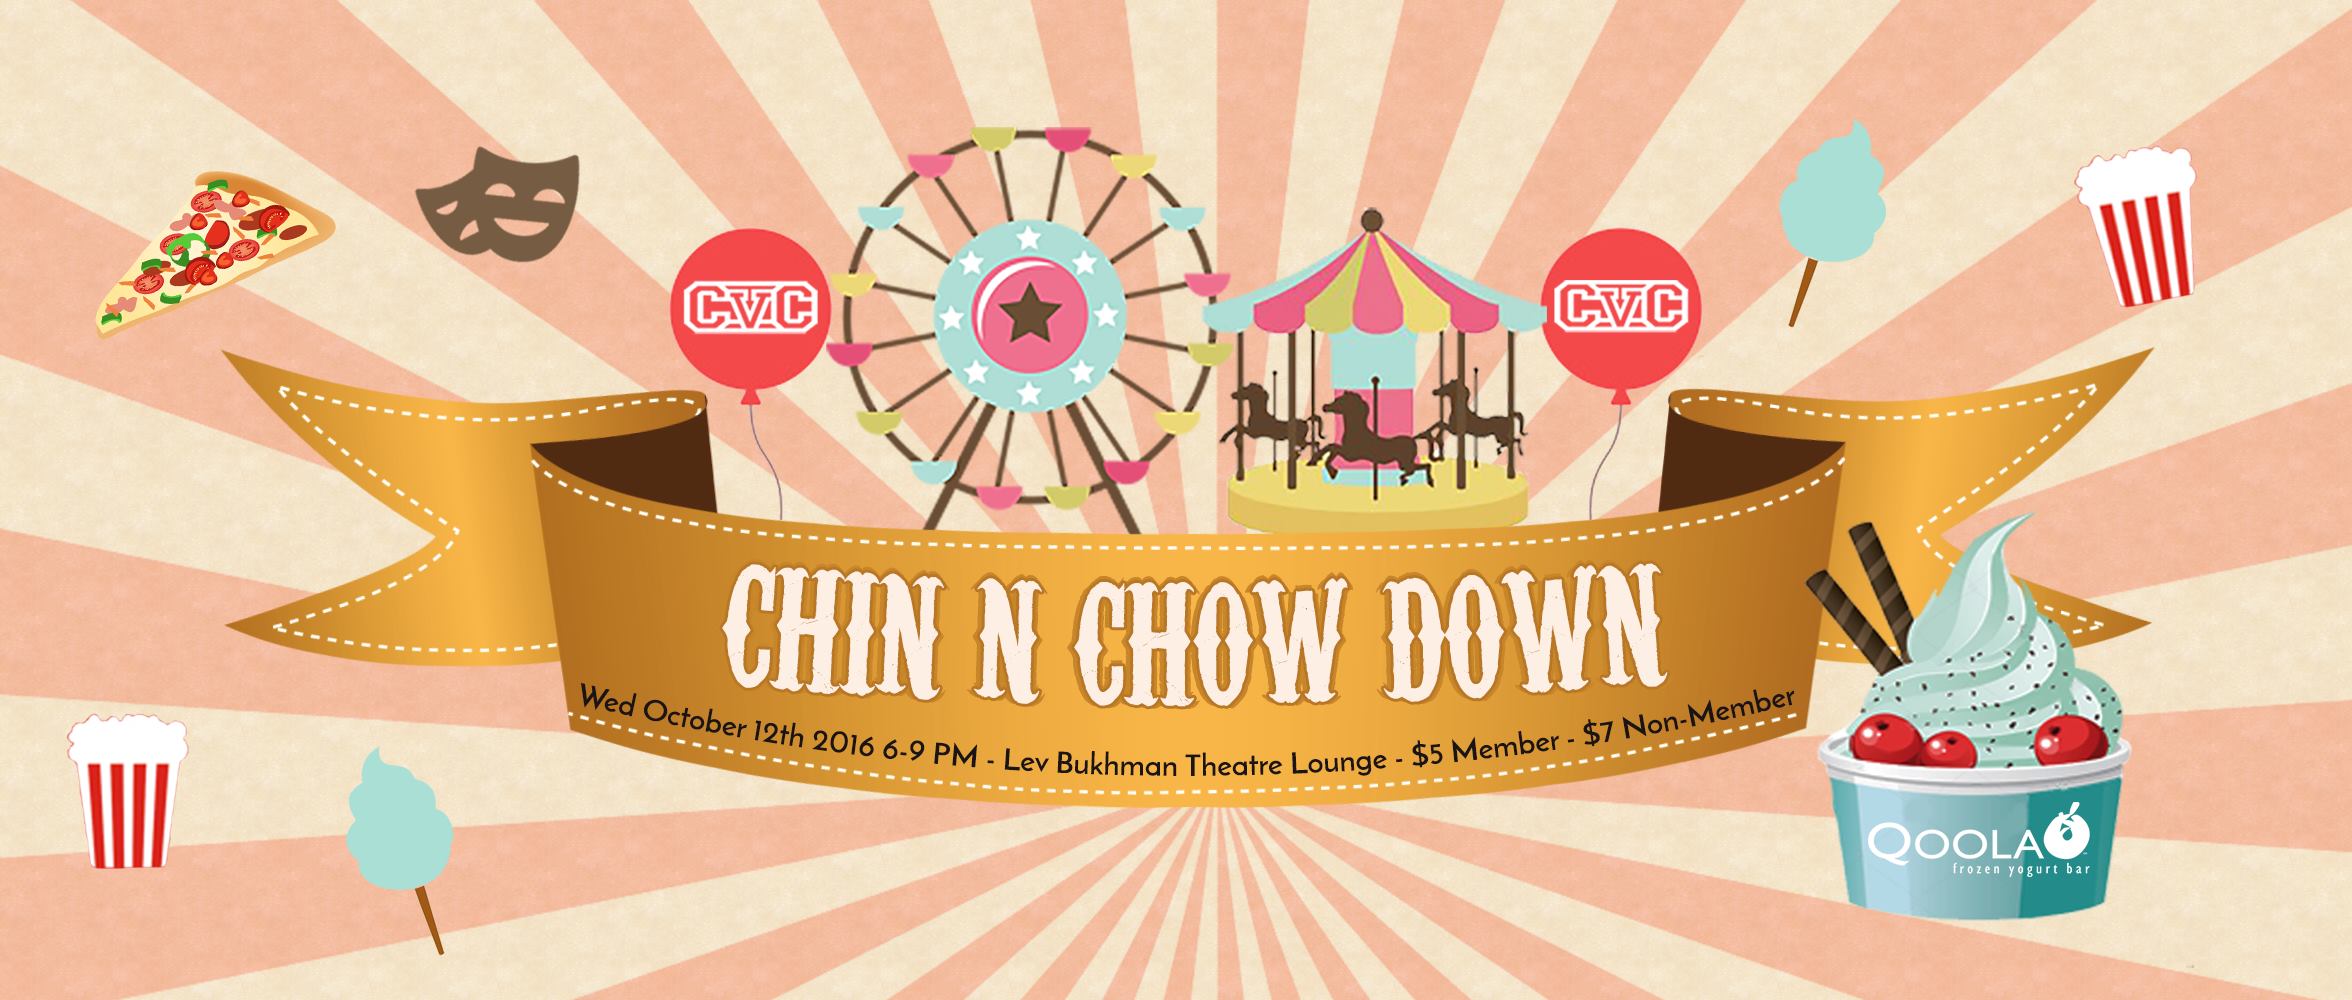 CVC
CVC
CHIN N CHOW DOWN
Wed October 12th 2016 6-9 PM - Lev Bukhman Theatre Lounge - $5 Member - $7 Non-Member
QOOLA
frozen yogurt bar